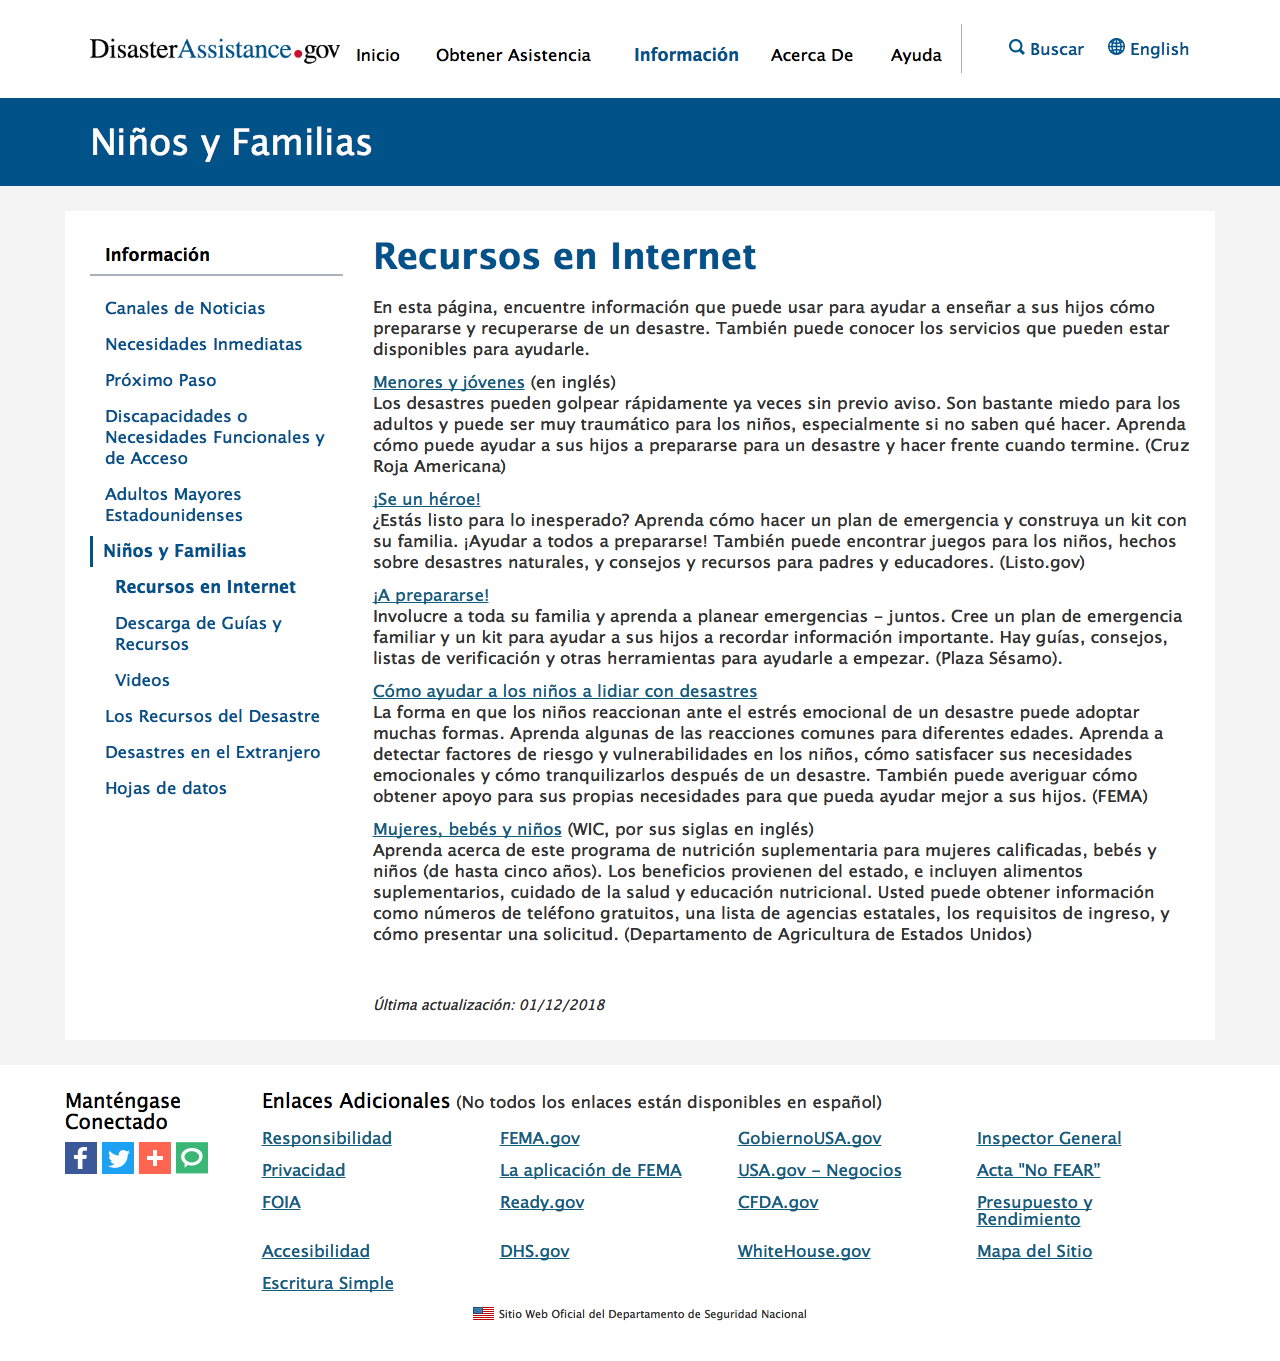 DisasterAssistance.gov
Inicio
Obtener Asistencia
Información
Acerca De
Ayuda
Buscar
English
Niños y Familias
Información
Canales de Noticias
Necesidades Inmediatas
Próximo Paso
Discapacidades o
Necesidades Funcionales y
de Acceso
Adultos Mayores
Estadounidenses
Niños y Familias
Recursos en Internet
Descarga de Guías y
Recursos
Videos
Los Recursos del Desastre
Desastres en el Extranjero
Hojas de datos
Recursos en Internet
En esta página, encuentre información que puede usar para ayudar a enseñar a sus hijos cómo
prepararse y recuperarse de un desastre. También puede conocer los servicios que pueden estar
disponibles para ayudarle.
Menores y jóvenes (en inglés)
Los desastres pueden golpear rápidamente ya veces sin previo aviso. Son bastante miedo para los
adultos y puede ser muy traumático para los niños, especialmente si no saben qué hacer. Aprenda
cómo puede ayudar a sus hijos a prepararse para un desastre y hacer frente cuando termine. (Cruz
Roja Americana)
¡Se un héroe!
¿Estás listo para lo inesperado? Aprenda cómo hacer un plan de emergencia y construya un kit con
su familia. ¡Ayudar a todos a prepararse! También puede encontrar juegos para los niños, hechos
sobre desastres naturales, y consejos y recursos para padres y educadores. (Listo.gov)
¡A prepararse!
Involucre a toda su familia y aprenda a planear emergencias – juntos. Cree un plan de emergencia
familiar y un kit para ayudar a sus hijos a recordar información importante. Hay guías, consejos,
listas de verificación y otras herramientas para ayudarle a empezar. (Plaza Sésamo).
Cómo ayudar a los niños a lidiar con desastres
La forma en que los niños reaccionan ante el estrés emocional de un desastre puede adoptar
muchas formas. Aprenda algunas de las reacciones comunes para diferentes edades. Aprenda a
detectar factores de riesgo y vulnerabilidades en los niños, cómo satisfacer sus necesidades
emocionales y cómo tranquilizarlos después de un desastre. También puede averiguar cómo
obtener apoyo para sus propias necesidades para que pueda ayudar mejor a sus hijos. (FEMA)
Mujeres, bebés y niños (WIC, por sus siglas en inglés)
Aprenda acerca de este programa de nutrición suplementaria para mujeres calificadas, bebés y
niños (de hasta cinco años). Los beneficios provienen del estado, e incluyen alimentos
suplementarios, cuidado de la salud y educación nutricional. Usted puede obtener información
como números de teléfono gratuitos, una lista de agencias estatales, los requisitos de ingreso, y
cómo presentar una solicitud. (Departamento de Agricultura de Estados Unidos)
Última actualización: 01/12/2018
Manténgase
Conectado
Enlaces Adicionales (No todos los enlaces están disponibles en español)
Responsibilidad
FEMA.gov
GobiernoUSA.gov
Inspector General
Privacidad
La aplicación de FEMA
USA.gov – Negocios
Acta "No FEAR”
FOIA
Ready.gov
CFDA.gov
Presupuesto y
Rendimiento
Accesibilidad
DHS.gov
WhiteHouse.gov
Mapa del Sitio
Escritura Simple
Sitio Web Oficial del Departamento de Seguridad Nacional